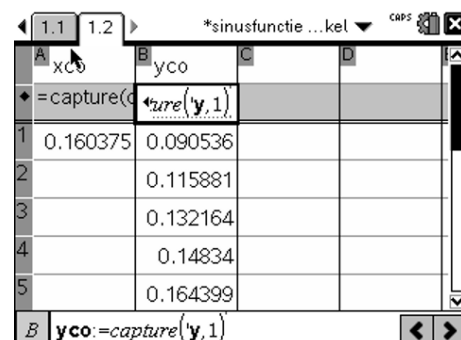 1.1 1.2 *sinusfunctie ...kel CAPS
A xco B yco C D
=capture(c ure('y,1)
1 0.160375 0.090536
2 0.115881
3 0.132164
4 0.14834
5 0.164399
B yco:=capture('y,1)